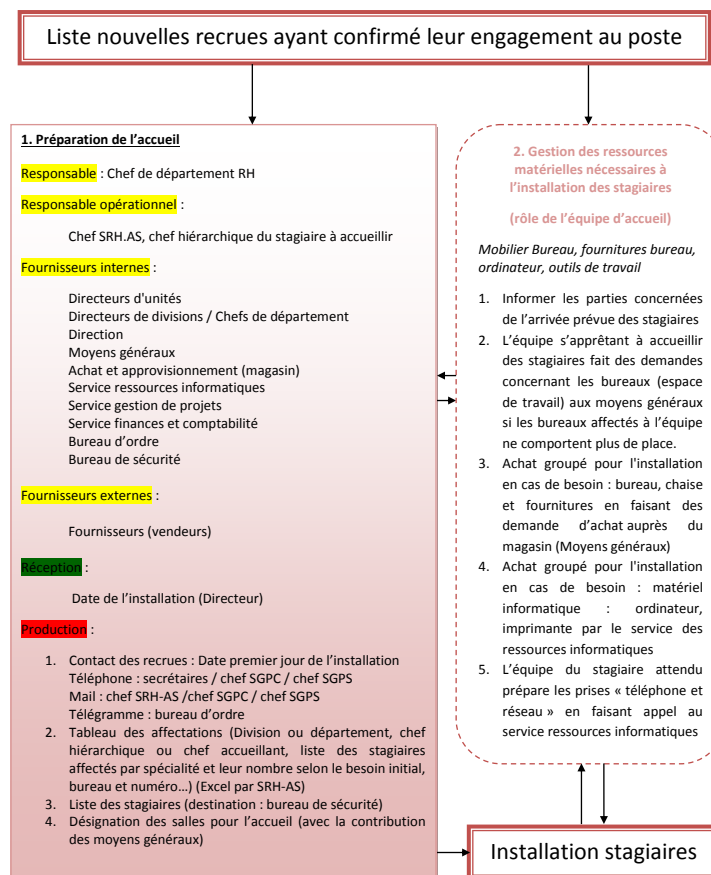 Liste nouvelles recrues ayant confirmé leur engagement au poste
1. Préparation de l’accueil
Responsable : Chef de département RH
Responsable opérationnel :
Chef SRH.AS, chef hiérarchique du stagiaire à accueillir
Fournisseurs internes :
Directeurs d'unités
Directeurs de divisions / Chefs de département
Direction
Moyens généraux
Achat et approvisionnement (magasin)
Service ressources informatiques
Service gestion de projets
Service finances et comptabilité
Bureau d’ordre
Bureau de sécurité
Fournisseurs externes :
Fournisseurs (vendeurs)
Réception :
Date de l’installation (Directeur)
Production :
1. Contact des recrues : Date premier jour de l’installation
Téléphone : secrétaires / chef SGPC / chef SGPS
Mail : chef SRH-AS /chef SGPC / chef SGPS
Télégramme : bureau d’ordre
2. Tableau des affectations (Division ou département, chef
hiérarchique ou chef accueillant, liste des stagiaires
affectés par spécialité et leur nombre selon le besoin initial,
bureau et numéro…) (Excel par SRH-AS)
3. Liste des stagiaires (destination : bureau de sécurité)
4. Désignation des salles pour l’accueil (avec la contribution
des moyens généraux)
2. Gestion des ressources
matérielles nécessaires à
l’installation des stagiaires
(rôle de l’équipe d’accueil)
Mobilier Bureau, fournitures bureau,
ordinateur, outils de travail
1. Informer les parties concernées
de l’arrivée prévue des stagiaires
2. L’équipe s’apprêtant à accueillir
des stagiaires fait des demandes
concernant les bureaux (espace
de travail) aux moyens généraux
si les bureaux affectés à l’équipe
ne comportent plus de place.
3. Achat groupé pour l'installation
en cas de besoin : bureau, chaise
et fournitures en faisant des
demande d’achat auprès du
magasin (Moyens généraux)
4. Achat groupé pour l'installation
en cas de besoin : matériel
informatique : ordinateur,
imprimante par le service des
ressources informatiques
5. L’équipe du stagiaire attendu
prépare les prises « téléphone et
réseau » en faisant appel au
service ressources informatiques
Installation stagiaires